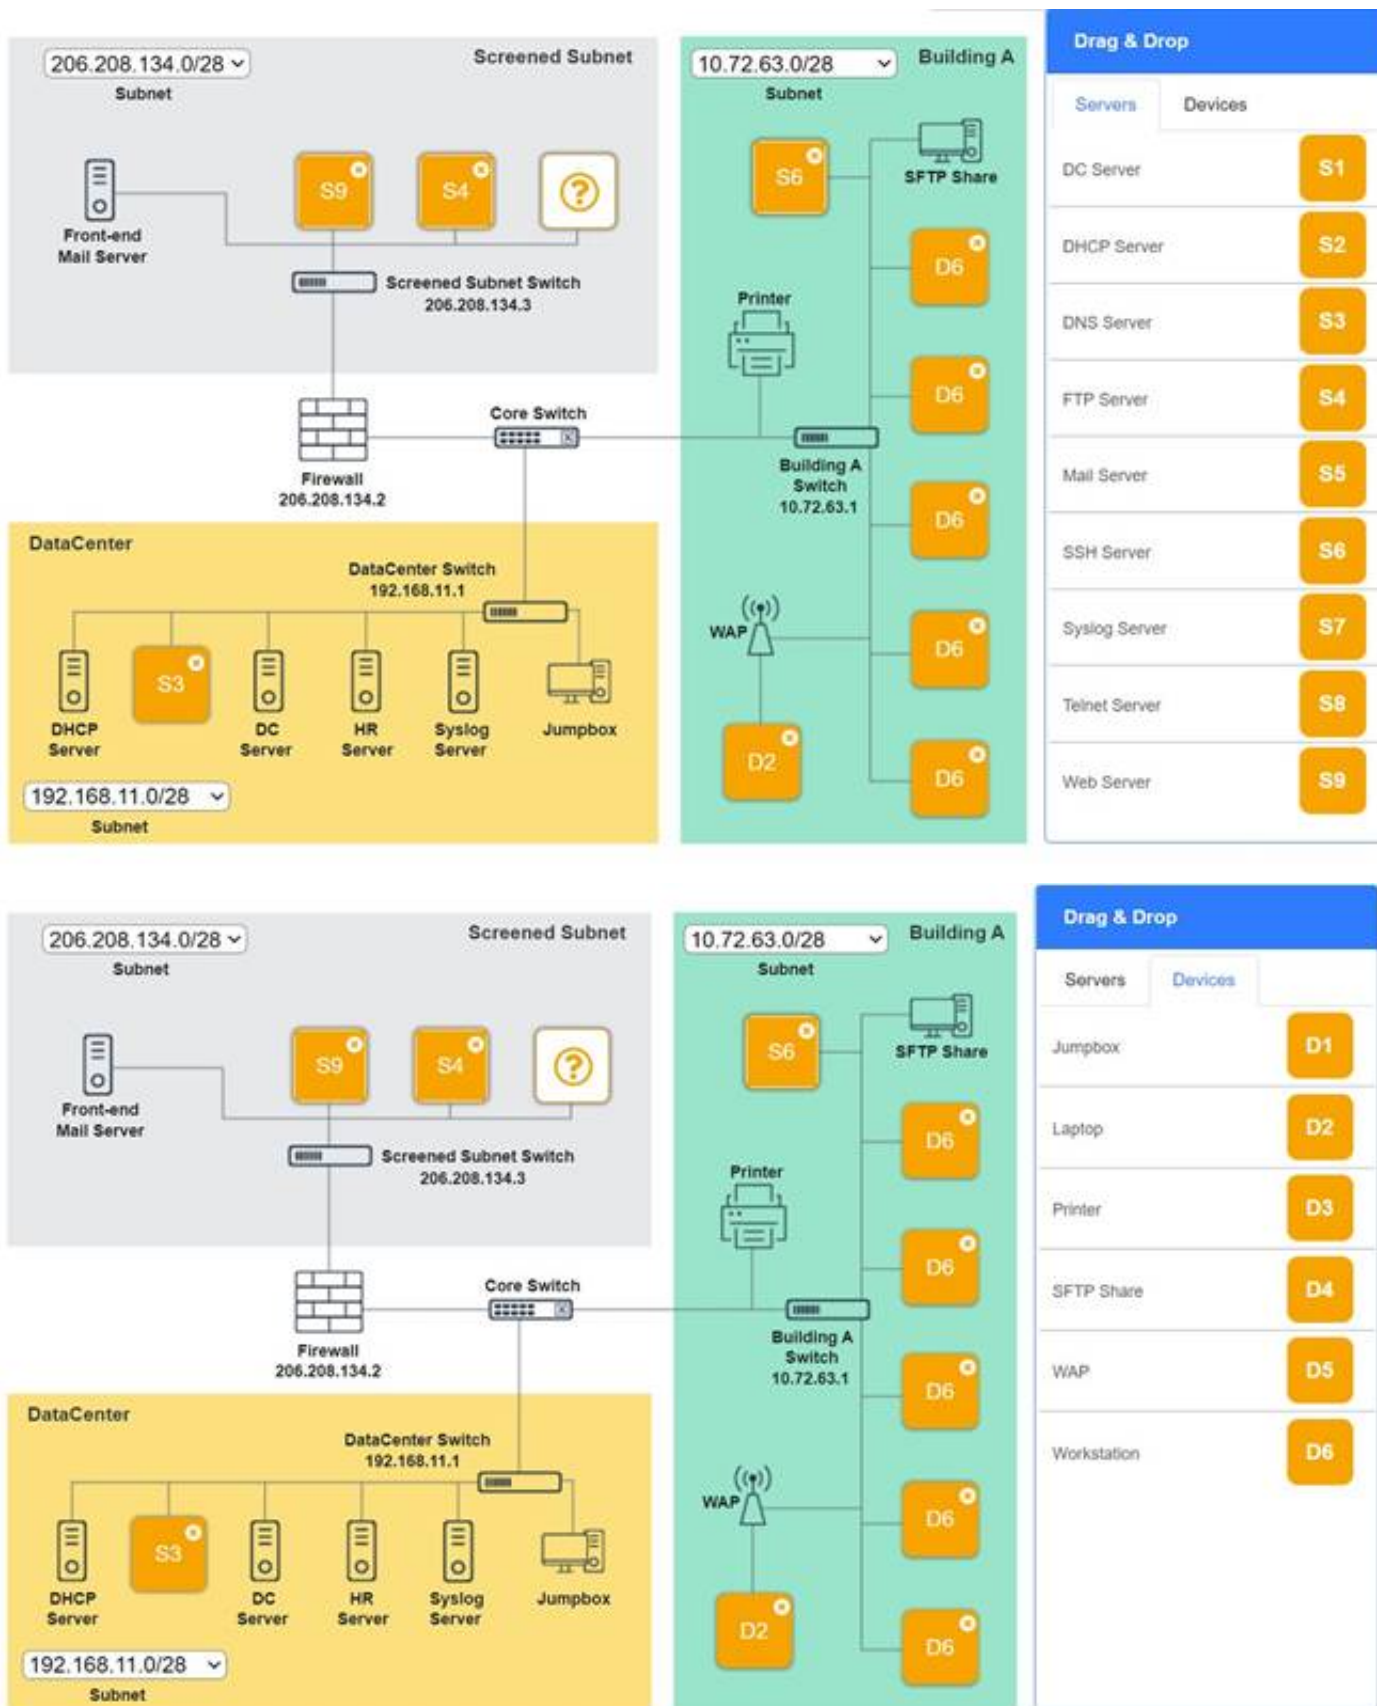 206.208.134.0/28
Subnet
Screened Subnet
S9
S4
?
Front-end
Mail Server
Screened Subnet Switch
206.208.134.3
Firewall
206.208.134.2
Core Switch
DataCenter
DataCenter Switch
192.168.11.1
DHCP
Server
S3
DC
Server
HR
Server
Syslog
Server
Jumpbox
192.168.11.0/28
Subnet
10.72.63.0/28
Subnet
Building A
S6
SFTP Share
D6
Printer
D6
Building A
Switch
10.72.63.1
D6
WAP
D6
D2
D6
Drag & Drop
Servers
Devices
DC Server
S1
DHCP Server
S2
DNS Server
S3
FTP Server
S4
Mail Server
S5
SSH Server
S6
Syslog Server
S7
Telnet Server
S8
Web Server
S9
206.208.134.0/28
Subnet
Screened Subnet
S9
S4
?
Front-end
Mail Server
Screened Subnet Switch
206.208.134.3
Firewall
206.208.134.2
Core Switch
DataCenter
DataCenter Switch
192.168.11.1
DHCP
Server
S3
DC
Server
HR
Server
Syslog
Server
Jumpbox
192.168.11.0/28
Subnet
10.72.63.0/28
Subnet
Building A
S6
SFTP Share
D6
Printer
D6
Building A
Switch
10.72.63.1
D6
WAP
D6
D2
D6
Drag & Drop
Servers
Devices
Jumpbox
D1
Laptop
D2
Printer
D3
SFTP Share
D4
WAP
D5
Workstation
D6